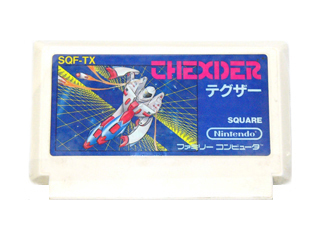 SQF-TX
THEXDER
テグザー
SQUARE
Nintendo
ファミリー コンピュータ